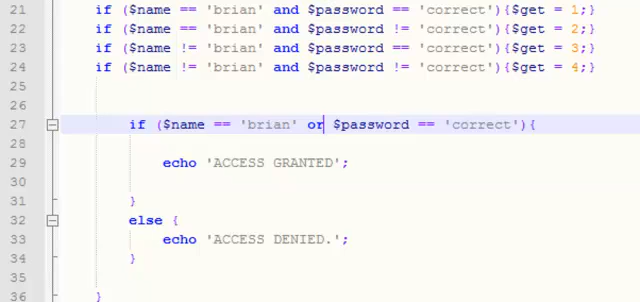 21 if ($name == 'brian' and $password == 'correct'){$get = 1;}
22 if ($name == 'brian' and $password != 'correct'){$get = 2;}
23 if ($name != 'brian' and $password == 'correct'){$get = 3;}
24 if ($name != 'brian' and $password != 'correct'){$get = 4;}
25
26
27 if ($name == 'brian' or $password == 'correct'){
28
29 echo 'ACCESS GRANTED';
30
31 }
32 else {
33 echo 'ACCESS DENIED.';
34 }
35
36 }